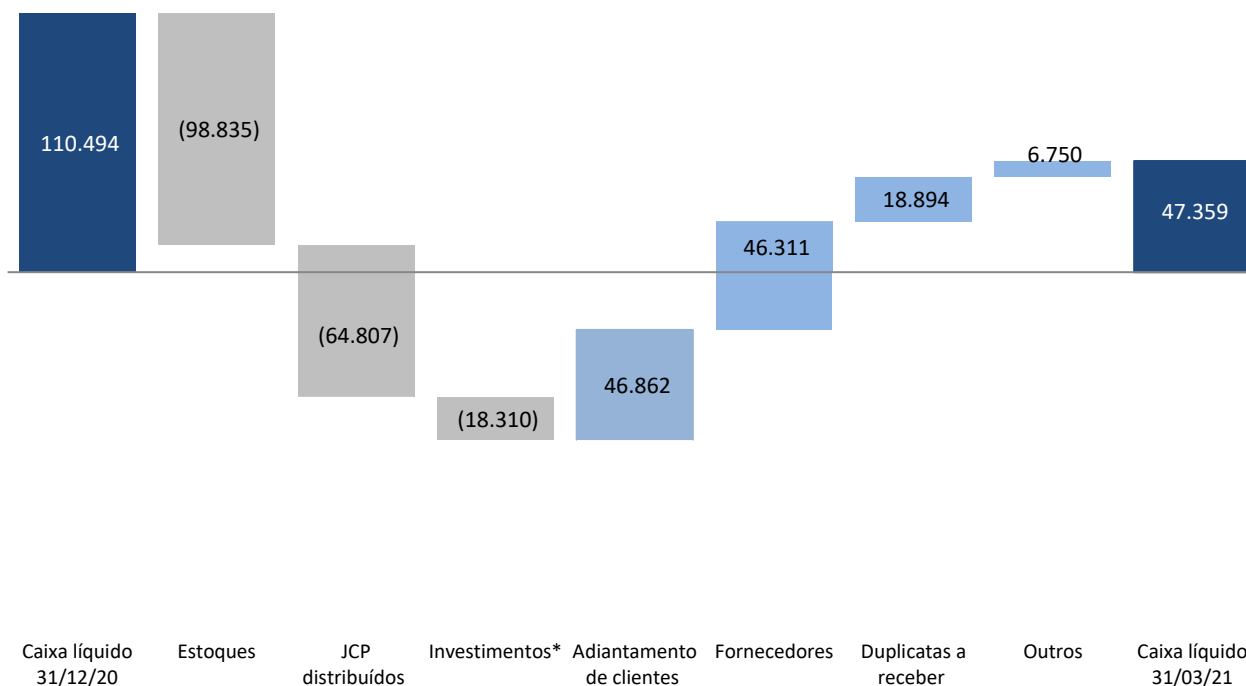 110.494
(98.835)
(64.807)
(18.310)
46.862
46.311
18.894
6.750
47.359
Caixa líquido
31/12/20
Estoques
JCP
distribuídos
Investimentos*
Adiantamento
de clientes
Fornecedores
Duplicatas a
receber
Outros
Caixa líquido
31/03/21